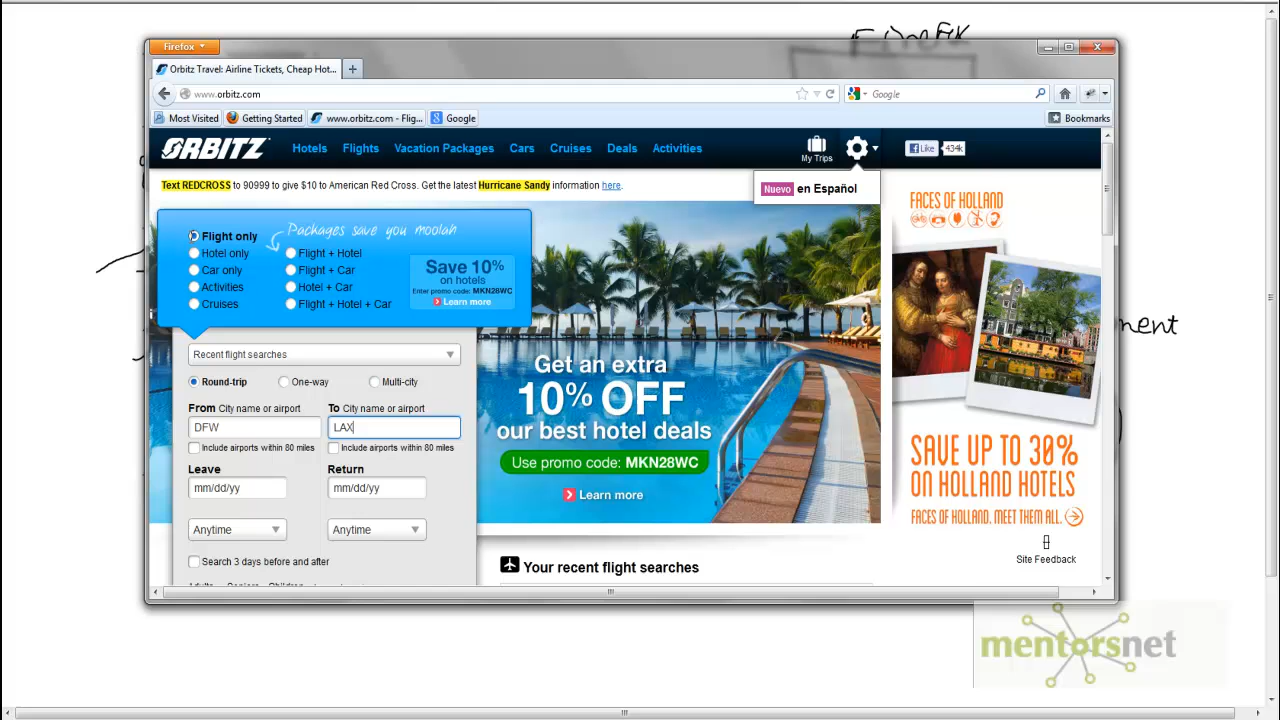 FireFox
Firefox
Orbitz Travel: Airline Tickets, Cheap Hot...
www.orbitz.com
Google
Most Visited
Getting Started
www.orbitz.com - Flig...
Google
Bookmarks
ORBITZ
Hotels
Flights
Vacation Packages
Cars
Cruises
Deals
Activities
My Trips
Like
434k
Text REDCROSS to 90999 to give $10 to American Red Cross. Get the latest Hurricane Sandy information here.
Nuevo en Español
Packages save you moolah
Flight only
Hotel only
Flight + Hotel
Car only
Flight + Car
Activities
Hotel + Car
Cruises
Flight + Hotel + Car
Save 10%
on hotels
Enter promo code: MKN28WC
Learn more
Recent flight searches
Round-trip
One-way
Multi-city
From City name or airport
To City name or airport
DFW
LAX
Include airports within 80 miles
Include airports within 80 miles
Leave
Return
mm/dd/yy
mm/dd/yy
Anytime
Anytime
Search 3 days before and after
Get an extra
10% OFF
our best hotel deals
Use promo code: MKN28WC
Learn more
Your recent flight searches
FACES OF HOLLAND
SAVE UP TO 30%
ON HOLLAND HOTELS
FACES OF HOLLAND, MEET THEM ALL.
Site Feedback
ment
mentorsnet